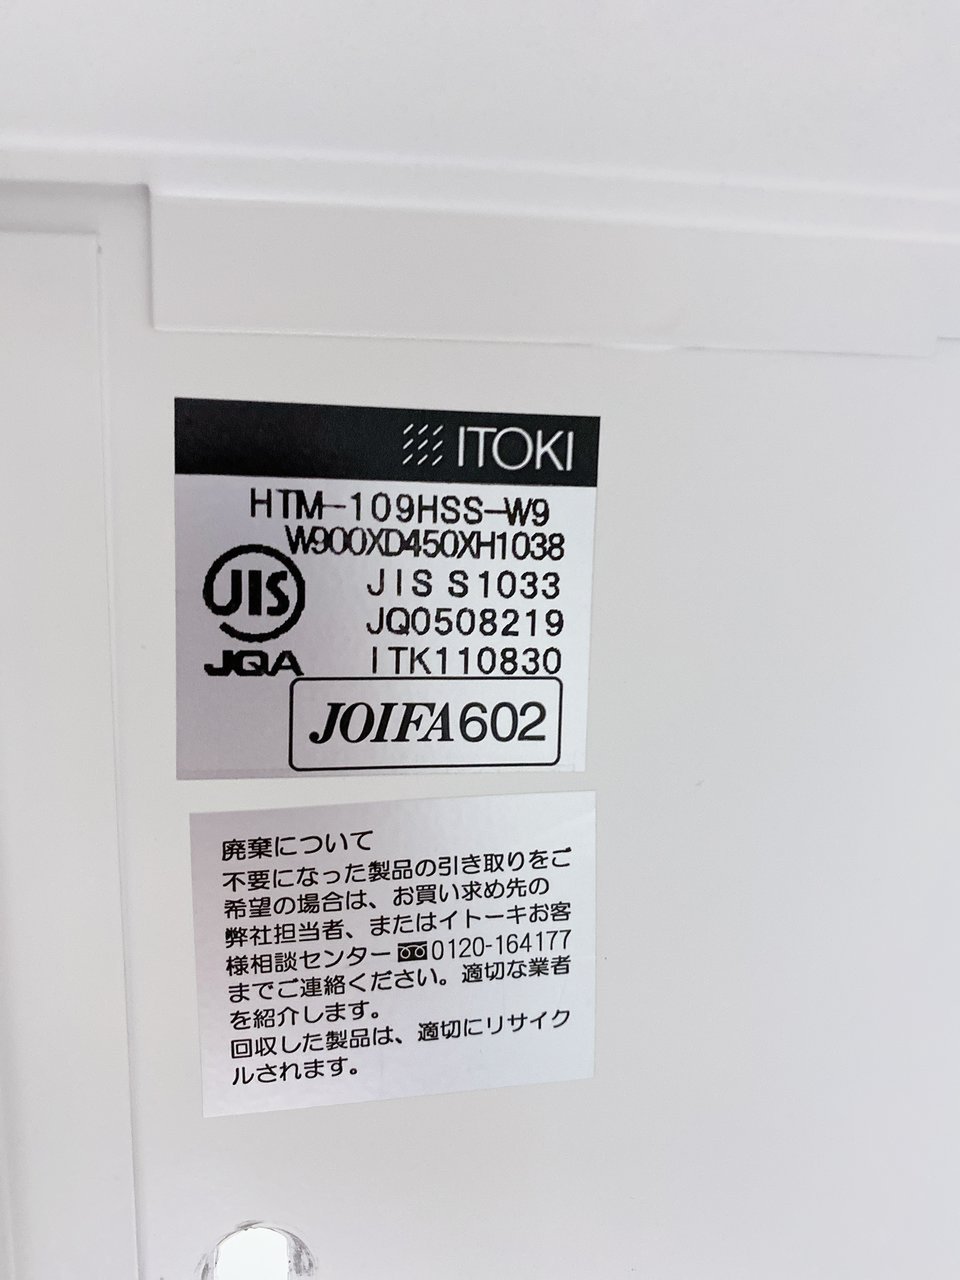 ITOKI
HTM-109HSS-W9
W900XD450XH1038
JIS
JIS S1033
JQ0508219
JQA
ITK110830
JOIFA602
廃棄について
不要になった製品の引き取りをご
希望の場合は、お買い求め先の
弊社担当者、またはイトーキお客
様相談センター 0120-164177
までご連絡ください。適切な業者
を紹介します。
回収した製品は、適切にリサイク
ルされます。